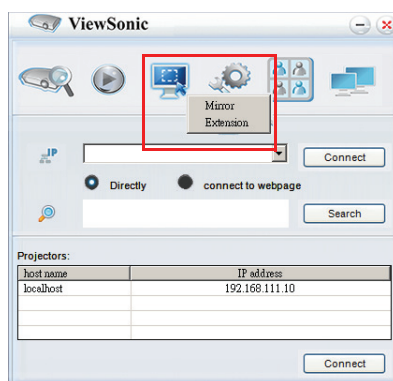 ViewSonic
Mirror
Extension
IP
Connect
Directly connect to webpage
Search
Projectors:
host name IP address
localhost 192.168.111.10
Connect